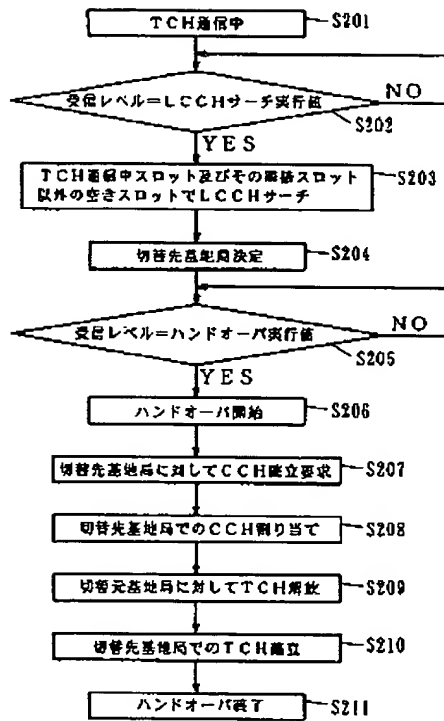 TCH通信中
S201
受信レベル=LCCHサーチ実行値
NO
S202
YES
TCH通信中スロット及びその隣接スロット
以外の空きスロットでLCCHサーチ
S203
切替先基地局決定
S204
受信レベル=ハンドオーバ実行値
NO
S205
YES
ハンドオーバ開始
S206
切替先基地局に対してCCH確立要求
S207
切替先基地局でのCCH割り当て
S208
切替元基地局に対してTCH解放
S209
切替先基地局でのTCH確立
S210
ハンドオーバ終了
S211